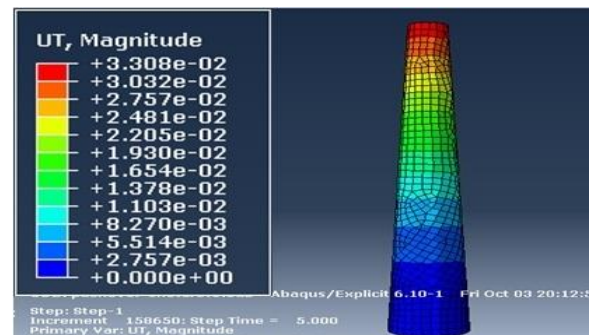 UT, Magnitude
+3.308e-02
+3.032e-02
+2.757e-02
+2.481e-02
+2.205e-02
+1.930e-02
+1.654e-02
+1.378e-02
+1.103e-02
+8.270e-03
+5.514e-03
+2.757e-03
+0.000e+00
Abaqus/Explicit 6.10-1 Fri Oct 03 20:12:5
Step: Step-1
Increment 158650: Step Time = 5.000
Primary Var: UT, Magnitude